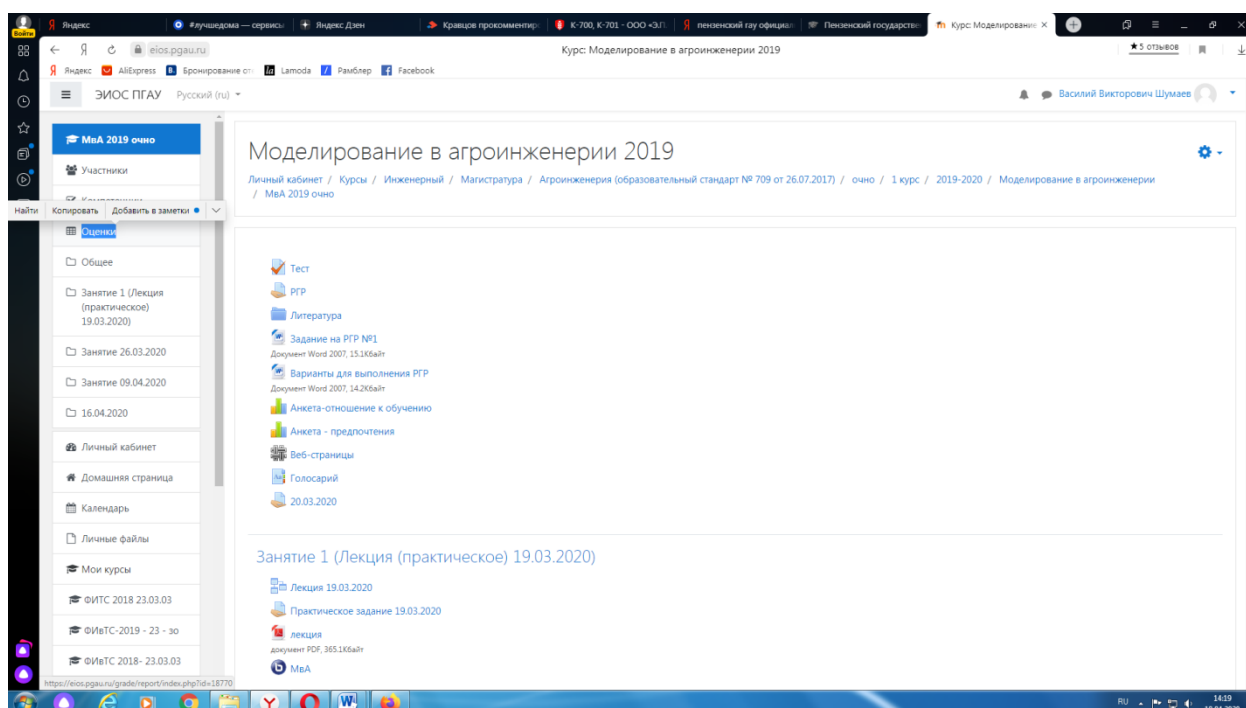 Войти
Яндекс
#лучшедома — сервисы
Яндекс Дзен
Кравцов прокомментир
К-700, К-701 - ООО «Э.П.
пензенский гау официал
Пензенский государстве
Курс: Моделирование
eios.pgau.ru
Курс: Моделирование в агроинженерии 2019
★5 отзывов
Яндекс
AliExpress
Бронирование от
Lamoda
Рамблер
Facebook
ЭИОС ПГАУ
Русский (ru)
Василий Викторович Шумаев
МвА 2019 очно
Участники
Найти
Копировать
Добавить в заметки
Оценки
Общее
Занятие 1 (Лекция
(практическое)
19.03.2020)
Занятие 26.03.2020
Занятие 09.04.2020
16.04.2020
Личный кабинет
Домашняя страница
Календарь
Личные файлы
Мои курсы
ФИТС 2018 23.03.03
ФИвТС-2019 - 23 - зо
ФИвТС 2018- 23.03.03
https://eios.pgau.ru/grade/report/index.php?id=18770
Моделирование в агроинженерии 2019
Личный кабинет / Курсы / Инженерный / Магистратура / Агроинженерия (образовательный стандарт № 709 от 26.07.2017) / очно / 1 курс / 2019-2020 / Моделирование в агроинженерии
/ МвА 2019 очно
Тест
РГР
Литература
Задание на РГР №1
Документ Word 2007, 15.1Кбайт
Варианты для выполнения РГР
Документ Word 2007, 14.2Кбайт
Анкета-отношение к обучению
Анкета - предпочтения
Веб-страницы
Голосарий
20.03.2020
Занятие 1 (Лекция (практическое) 19.03.2020)
Лекция 19.03.2020
Практическое задание 19.03.2020
лекция
документ PDF, 365.1Кбайт
МвА
RU
14:19